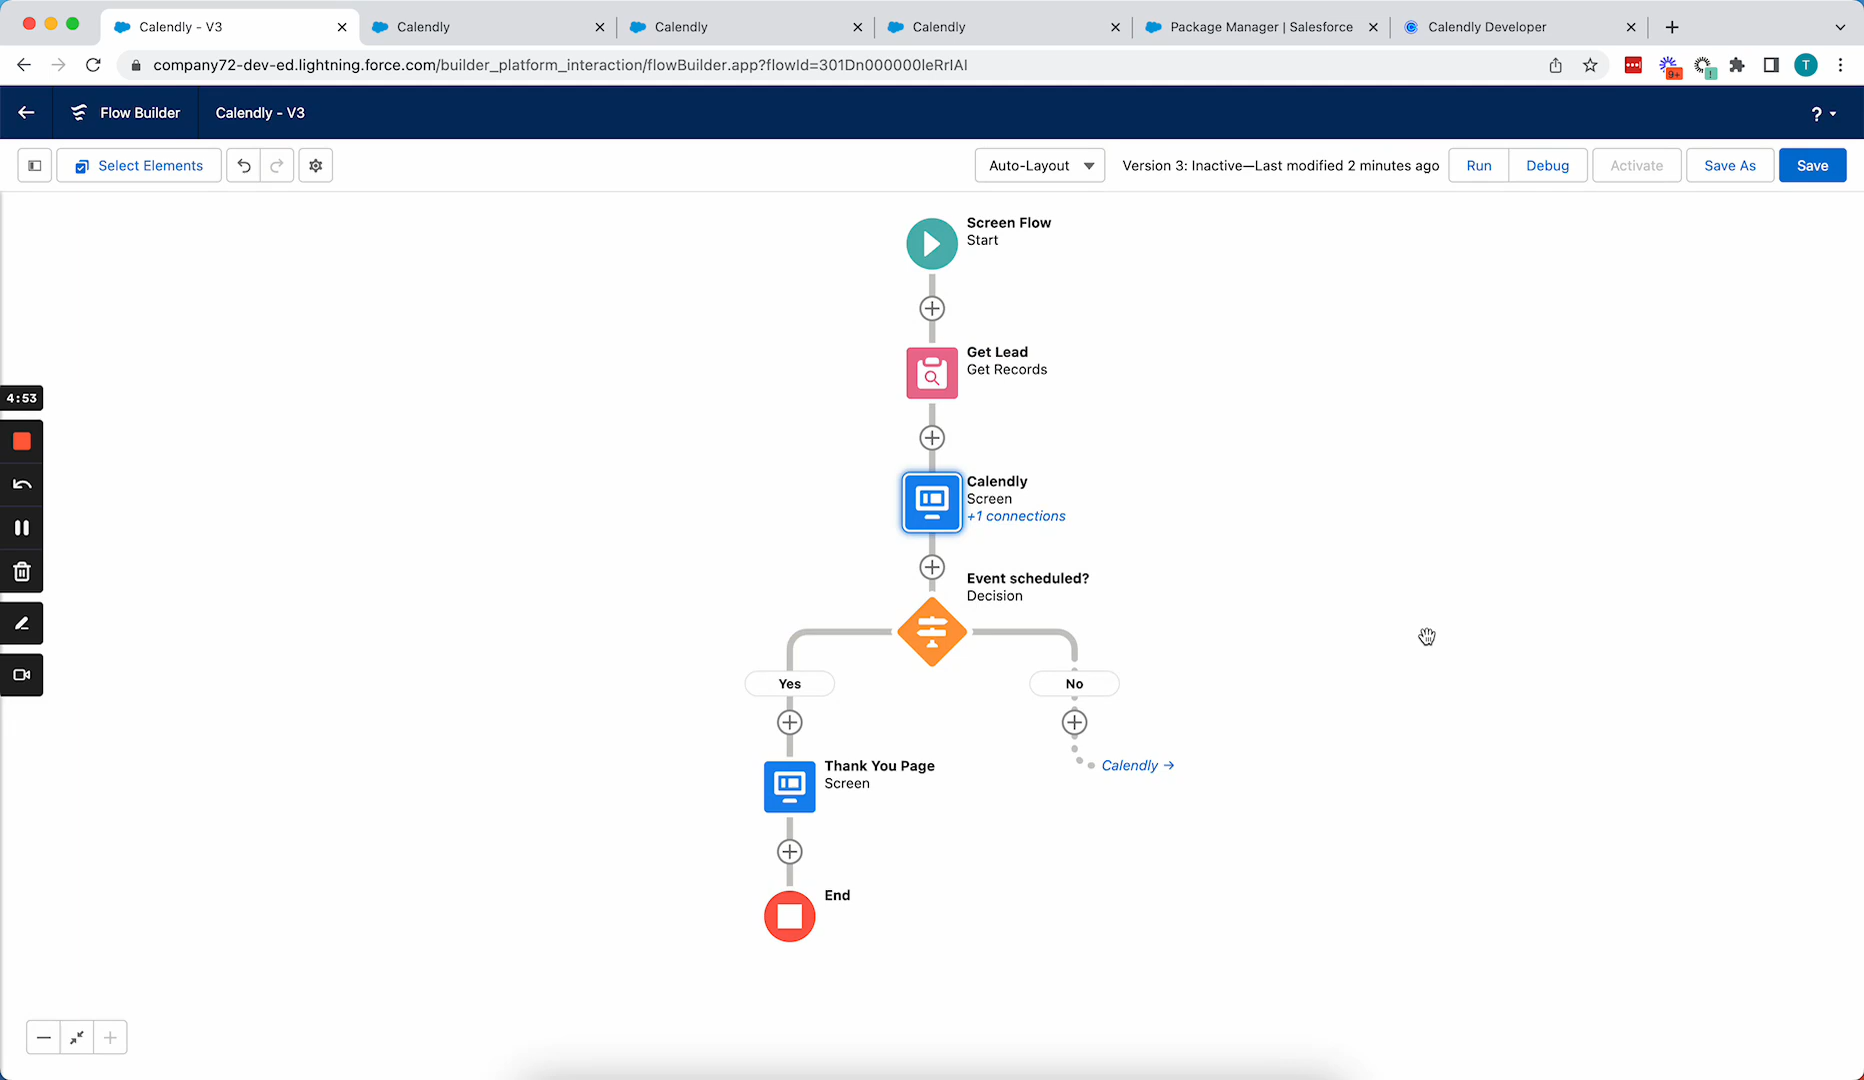 Calendly - V3
Calendly
Calendly
Calendly
Package Manager | Salesforce
Calendly Developer
company72-dev-ed.lightning.force.com/builder_platform_interaction/flowBuilder.app?flowId=301Dn000000IeRrIAI
9+
!
T
Flow Builder
Calendly - V3
?
Select Elements
Auto-Layout
Version 3: Inactive—Last modified 2 minutes ago
Run
Debug
Activate
Save As
Save
Screen Flow
Start
Get Lead
Get Records
4:53
Calendly
Screen
+1 connections
Event scheduled?
Decision
Yes
No
Calendly →
Thank You Page
Screen
End